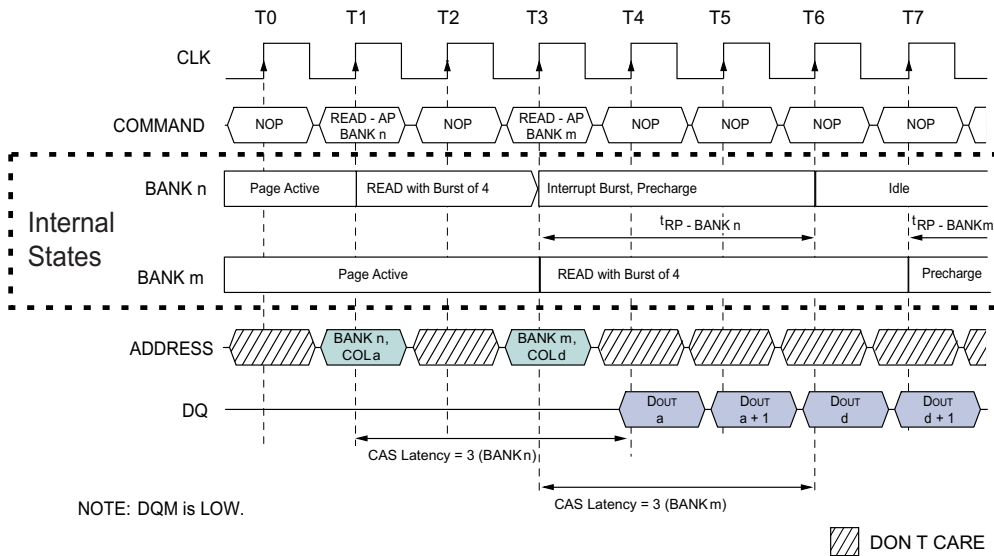 T0 T1 T2 T3 T4 T5 T6 T7
CLK
COMMAND NOP READ - AP NOP READ - AP NOP NOP NOP NOP
BANK n BANK m
BANK n Page Active READ with Burst of 4 Interrupt Burst, Precharge Idle
Internal
States
tRP - BANK n tRP - BANK m
BANK m Page Active READ with Burst of 4 Precharge
ADDRESS BANK n, BANK m,
COL a COL d
DQ DOUT DOUT DOUT DOUT
a a + 1 d d + 1
CAS Latency = 3 (BANK n)
CAS Latency = 3 (BANK m)
NOTE: DQM is LOW.
DON T CARE